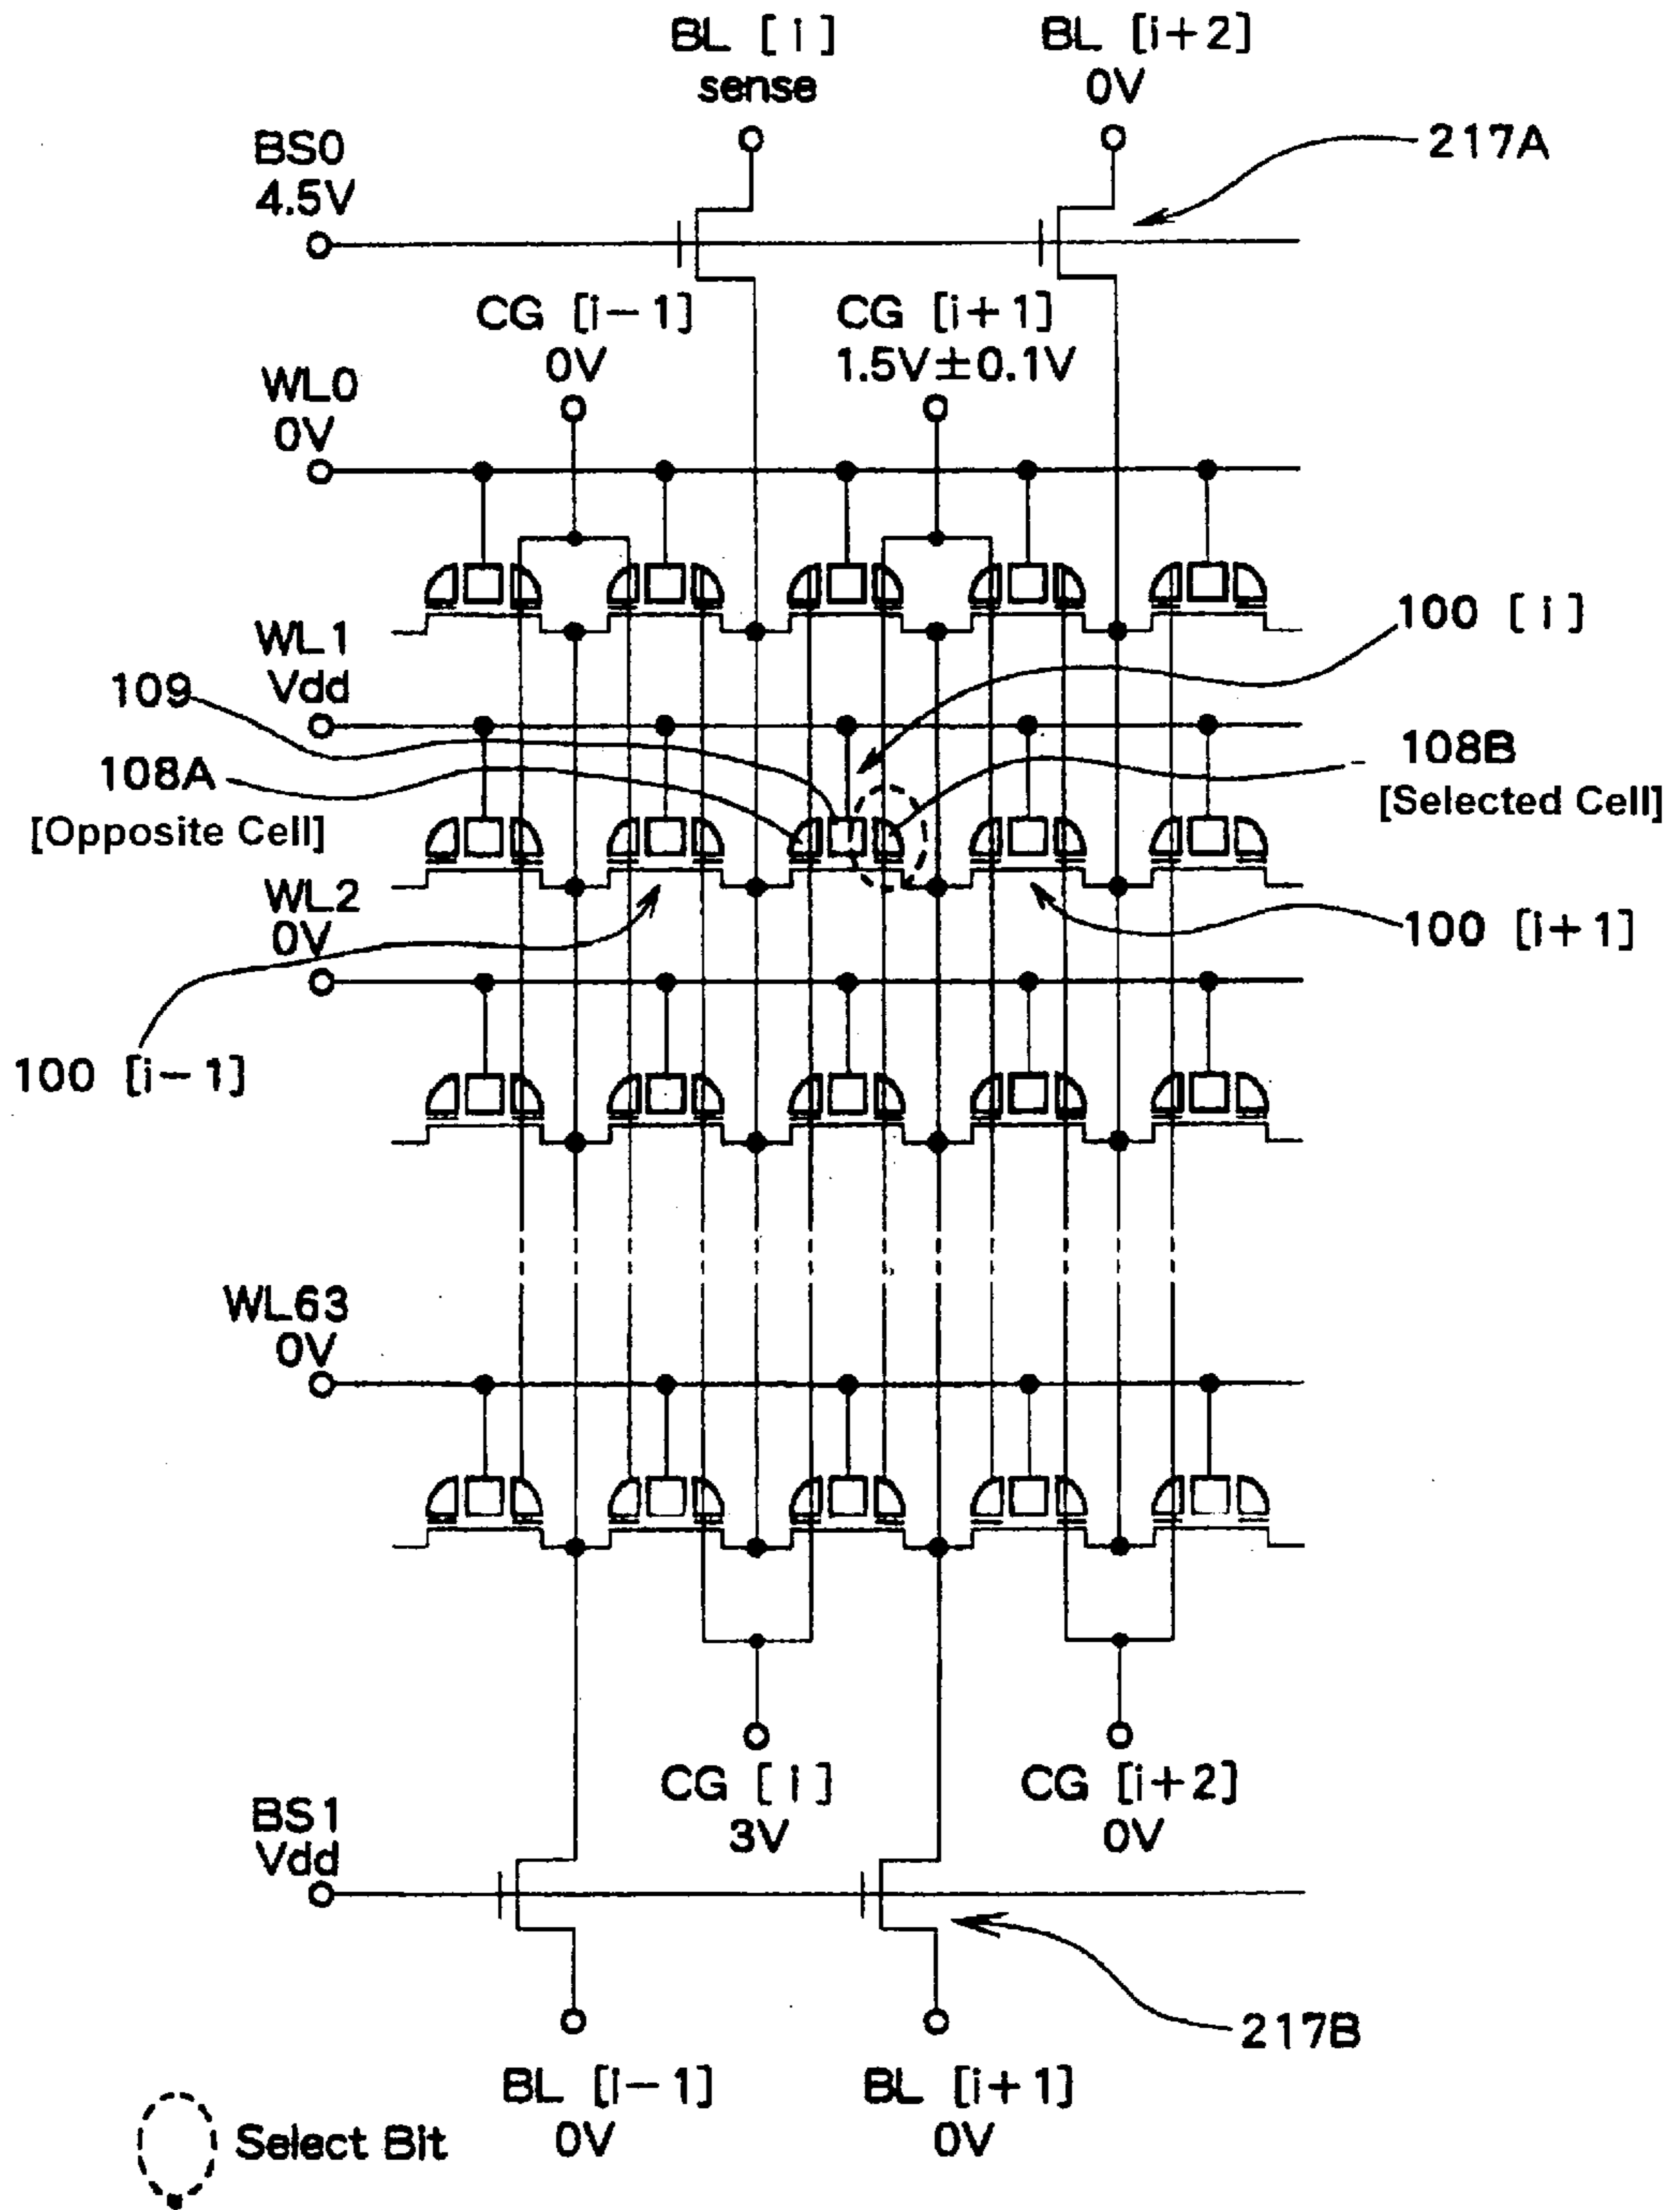 BL [i]
sense
BL [i+2]
0V
BS0
4.5V
217A
CG [i-1]
0V
CG [i+1]
1.5V±0.1V
WL0
0V
WL1
Vdd
100 [i]
109
108A
[Opposite Cell]
108B
[Selected Cell]
WL2
0V
100 [i+1]
100 [i-1]
WL63
0V
CG [i]
3V
CG [i+2]
0V
BS1
Vdd
217B
BL [i-1]
0V
BL [i+1]
0V
Select Bit